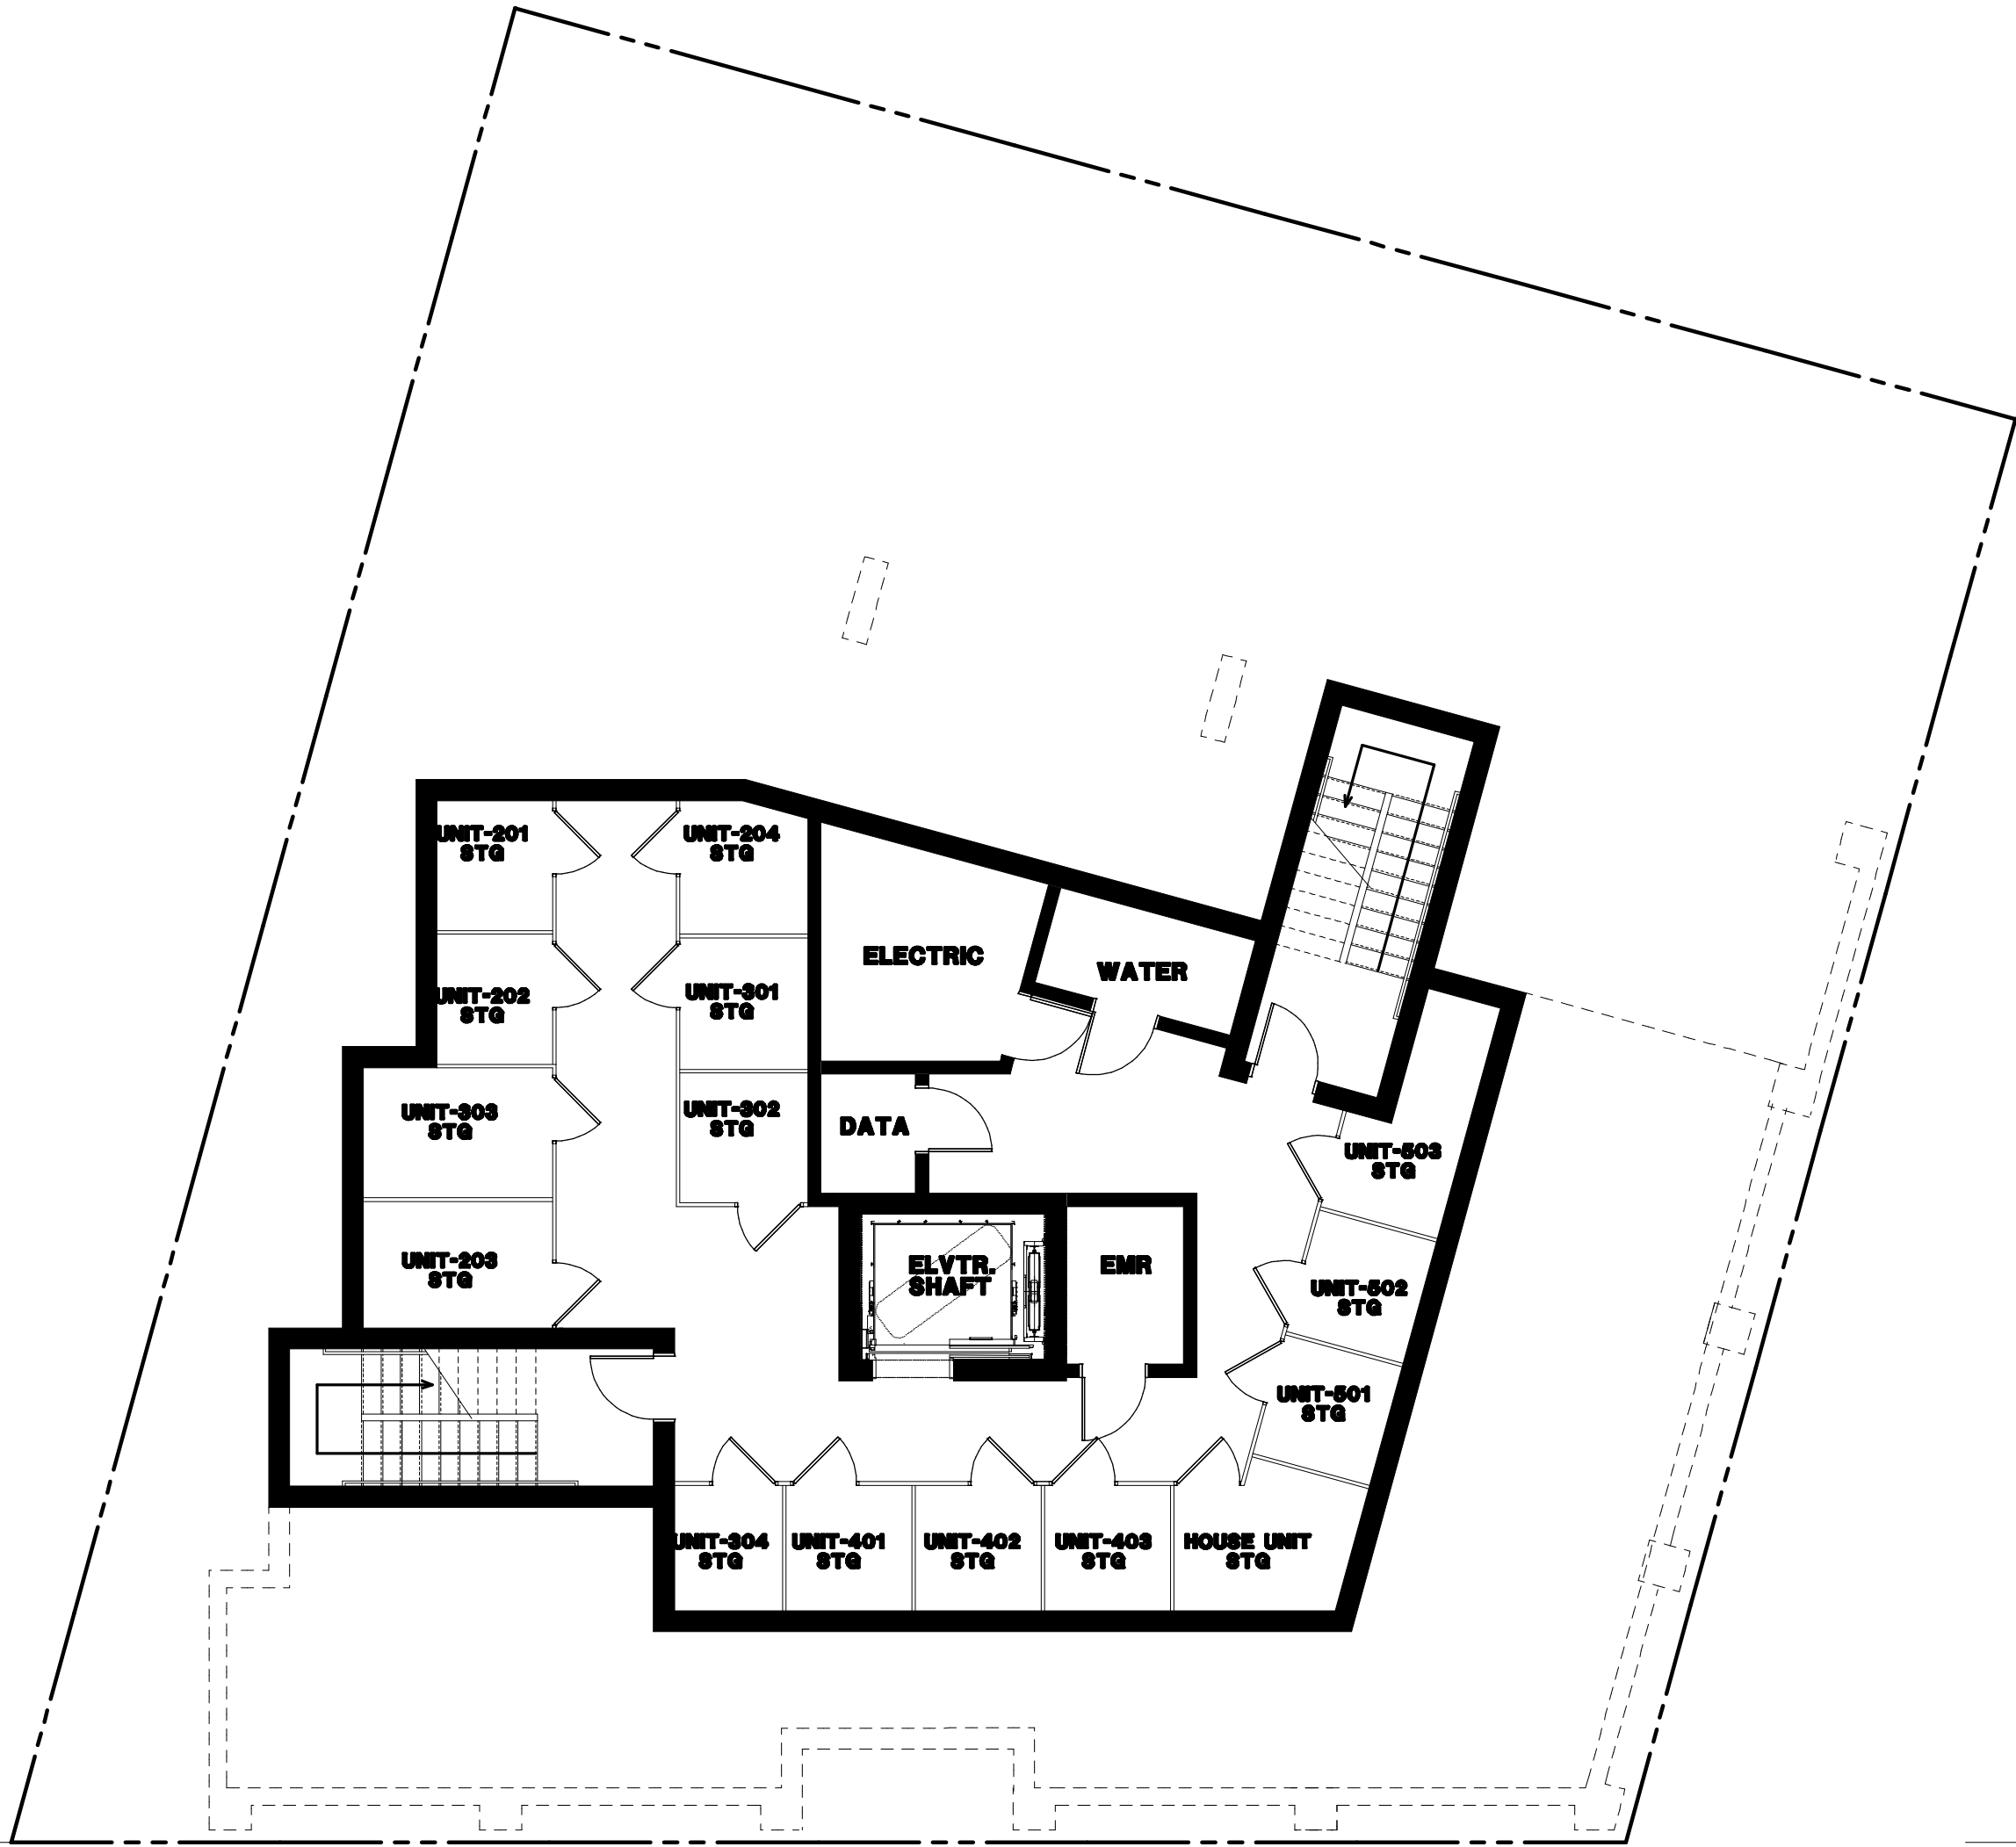 UNIT-201
STG
UNIT-204
STG
ELECTRIC
WATER
UNIT-202
STG
UNIT-301
STG
UNIT-303
STG
UNIT-302
STG
DATA
UNIT-503
STG
UNIT-203
STG
ELVTR.
SHAFT
EMR
UNIT-502
STG
UNIT-501
STG
UNIT-304
STG
UNIT-401
STG
UNIT-402
STG
UNIT-403
STG
HOUSE UNIT
STG